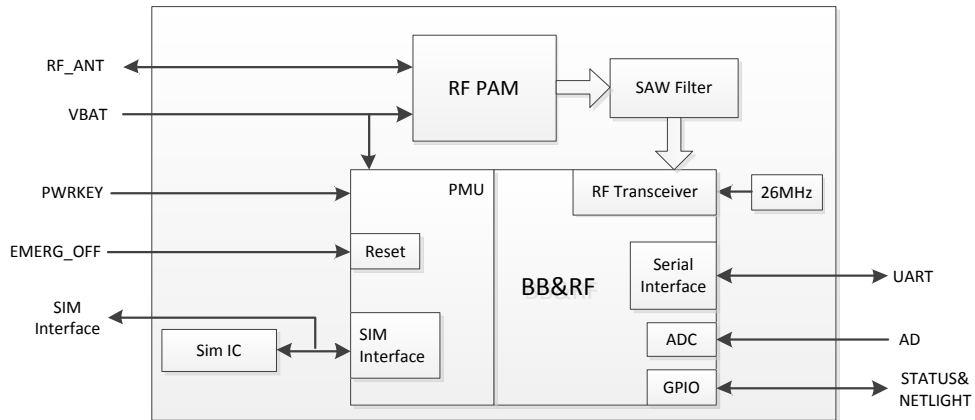 RF_ANT
RF PAM
SAW Filter
VBAT
PWRKEY
PMU
RF Transceiver
26MHz
EMERG_OFF
Reset
BB&RF
Serial
Interface
UART
SIM
Interface
Sim IC
SIM
Interface
ADC
AD
GPIO
STATUS&
NETLIGHT